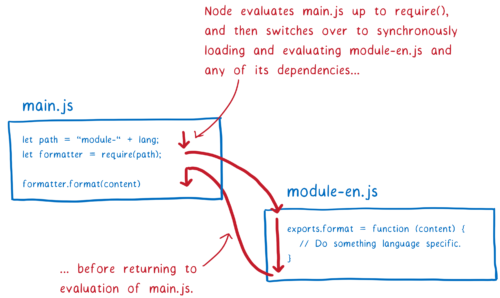 Node evaluates main.js up to require(),
and then switches over to synchronously
loading and evaluating module-en.js and
any of its dependencies...
main.js
let path = "module-" + lang;
let formatter = require(path);
formatter.format(content)
module-en.js
exports.format = function (content) {
// Do something language specific.
}
... before returning to
evaluation of main.js.